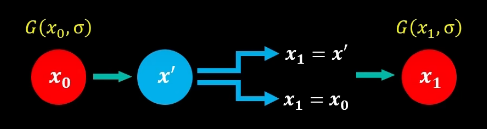 G(x₀, σ)
G(x₁, σ)
x₀
x′
x₁ = x′
x₁ = x₀
x₁